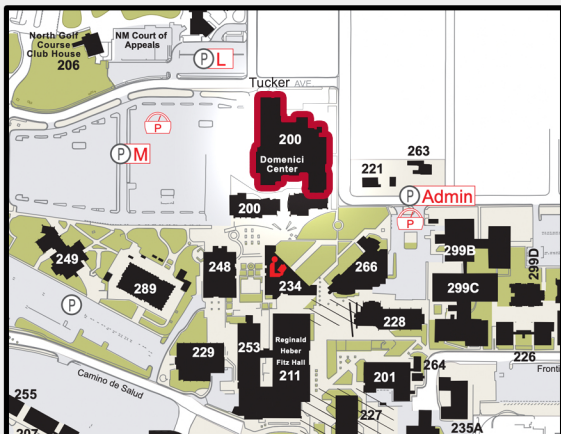 North Golf
Course
Club House
206
NM Court of
Appeals
P L
Tucker AVE
P
P M
200
Domenici
Center
263
221
P Admin
P
200
249
289
248
234
266
299B
299C
299D
P
228
229
253
Reginald
Heber
Fitz Hall
211
226
Fronti
201
264
Camino de Salud
255
227
235A